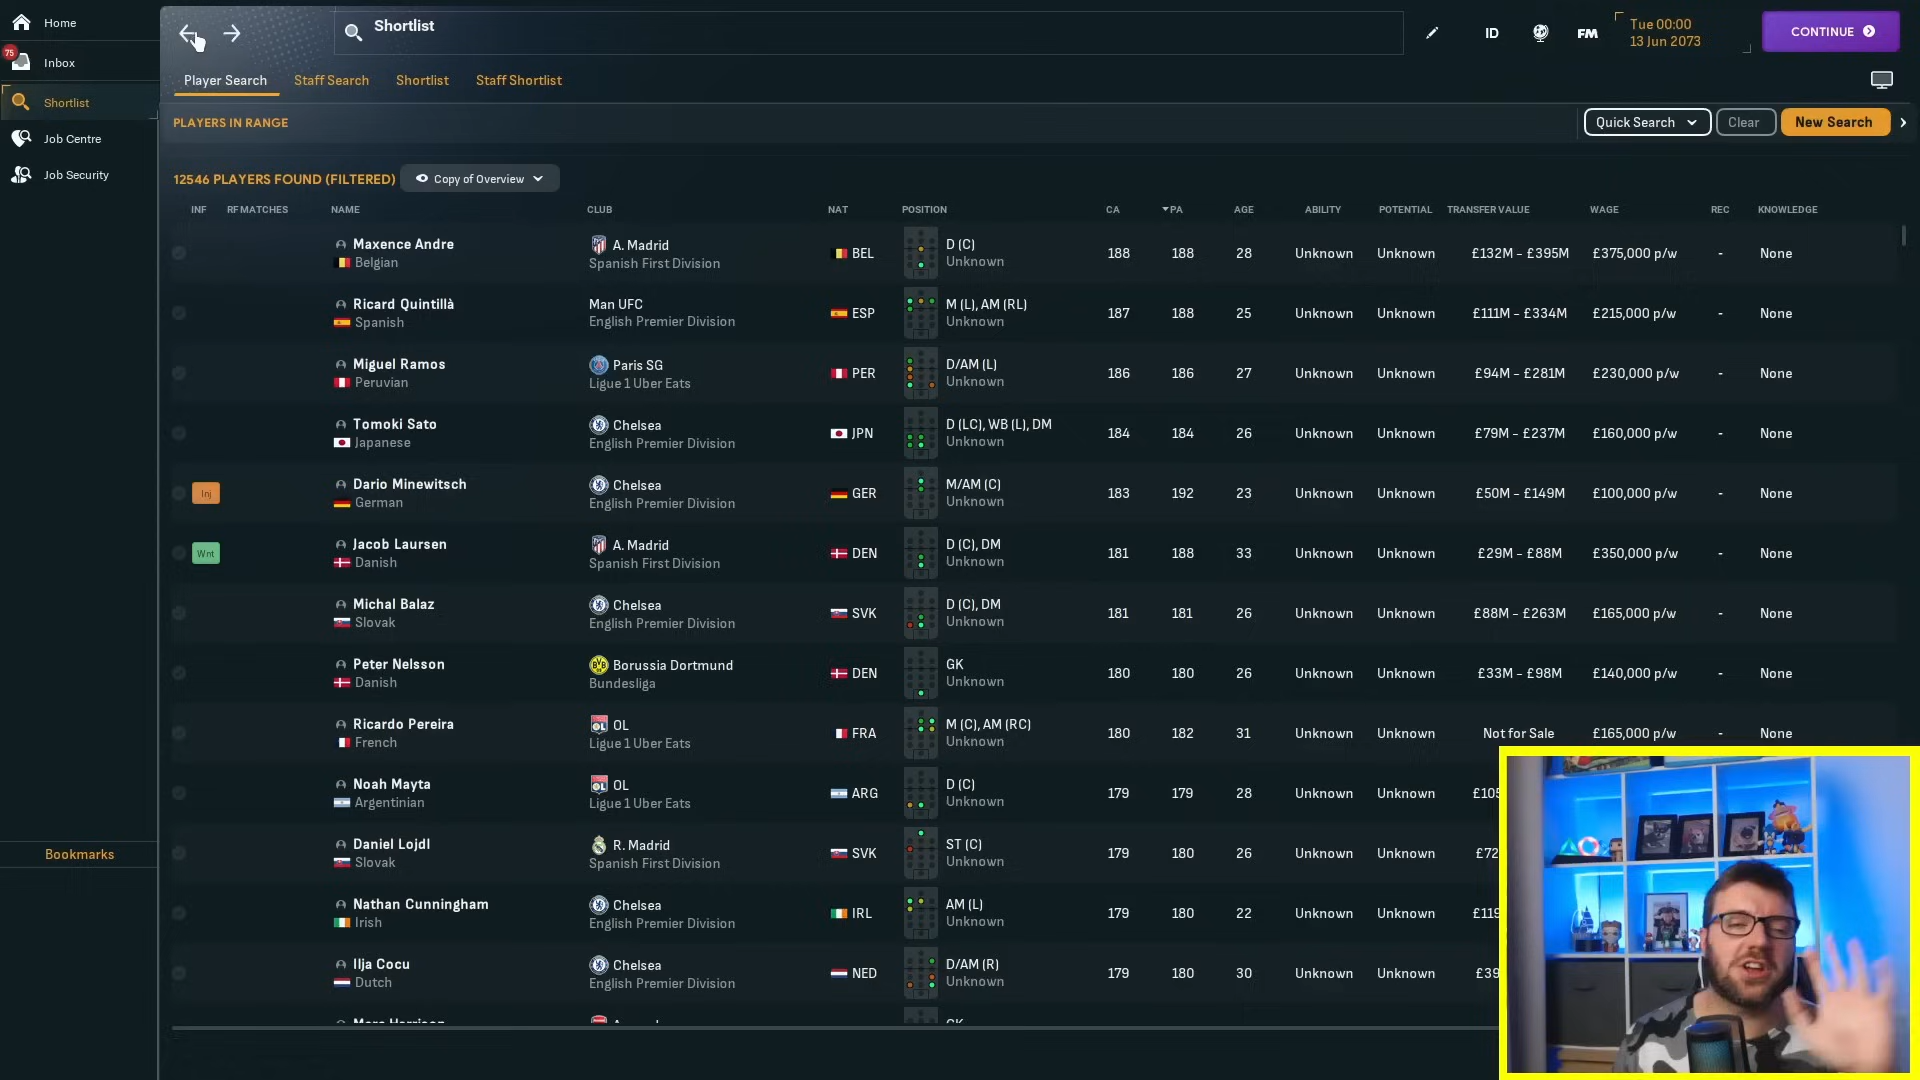 Home
75
Inbox
Shortlist
Job Centre
Job Security
Bookmarks
Shortlist
ID
FM
Tue 00:00
13 Jun 2073
CONTINUE
Player Search Staff Search Shortlist Staff Shortlist
PLAYERS IN RANGE
Quick Search Clear New Search
12546 PLAYERS FOUND (FILTERED) Copy of Overview
INF RF MATCHES NAME CLUB NAT POSITION CA PA AGE ABILITY POTENTIAL TRANSFER VALUE WAGE REC KNOWLEDGE
Maxence Andre A. Madrid BEL D (C) 188 188 28 Unknown Unknown £132M - £395M £375,000 p/w - None
Belgian Spanish First Division Unknown
Ricard Quintillà Man UFC ESP M (L), AM (RL) 187 188 25 Unknown Unknown £111M - £334M £215,000 p/w - None
Spanish English Premier Division Unknown
Miguel Ramos Paris SG PER D/AM (L) 186 186 27 Unknown Unknown £94M - £281M £230,000 p/w - None
Peruvian Ligue 1 Uber Eats Unknown
Tomoki Sato Chelsea JPN D (LC), WB (L), DM 184 184 26 Unknown Unknown £79M - £237M £160,000 p/w - None
Japanese English Premier Division Unknown
Inj Dario Minewitsch Chelsea GER M/AM (C) 183 192 23 Unknown Unknown £50M - £149M £100,000 p/w - None
German English Premier Division Unknown
Wnt Jacob Laursen A. Madrid DEN D (C), DM 181 188 33 Unknown Unknown £29M - £88M £350,000 p/w - None
Danish Spanish First Division Unknown
Michal Balaz Chelsea SVK D (C), DM 181 181 26 Unknown Unknown £88M - £263M £165,000 p/w - None
Slovak English Premier Division Unknown
Peter Nelsson Borussia Dortmund DEN GK 180 180 26 Unknown Unknown £33M - £98M £140,000 p/w - None
Danish Bundesliga Unknown
Ricardo Pereira OL FRA M (C), AM (RC) 180 182 31 Unknown Unknown Not for Sale £165,000 p/w - None
French Ligue 1 Uber Eats Unknown
Noah Mayta OL ARG D (C) 179 179 28 Unknown Unknown £105
Argentinian Ligue 1 Uber Eats Unknown
Daniel Lojdl R. Madrid SVK ST (C) 179 180 26 Unknown Unknown £72
Slovak Spanish First Division Unknown
Nathan Cunningham Chelsea IRL AM (L) 179 180 22 Unknown Unknown £119
Irish English Premier Division Unknown
Ilja Cocu Chelsea NED D/AM (R) 179 180 30 Unknown Unknown £39
Dutch English Premier Division Unknown